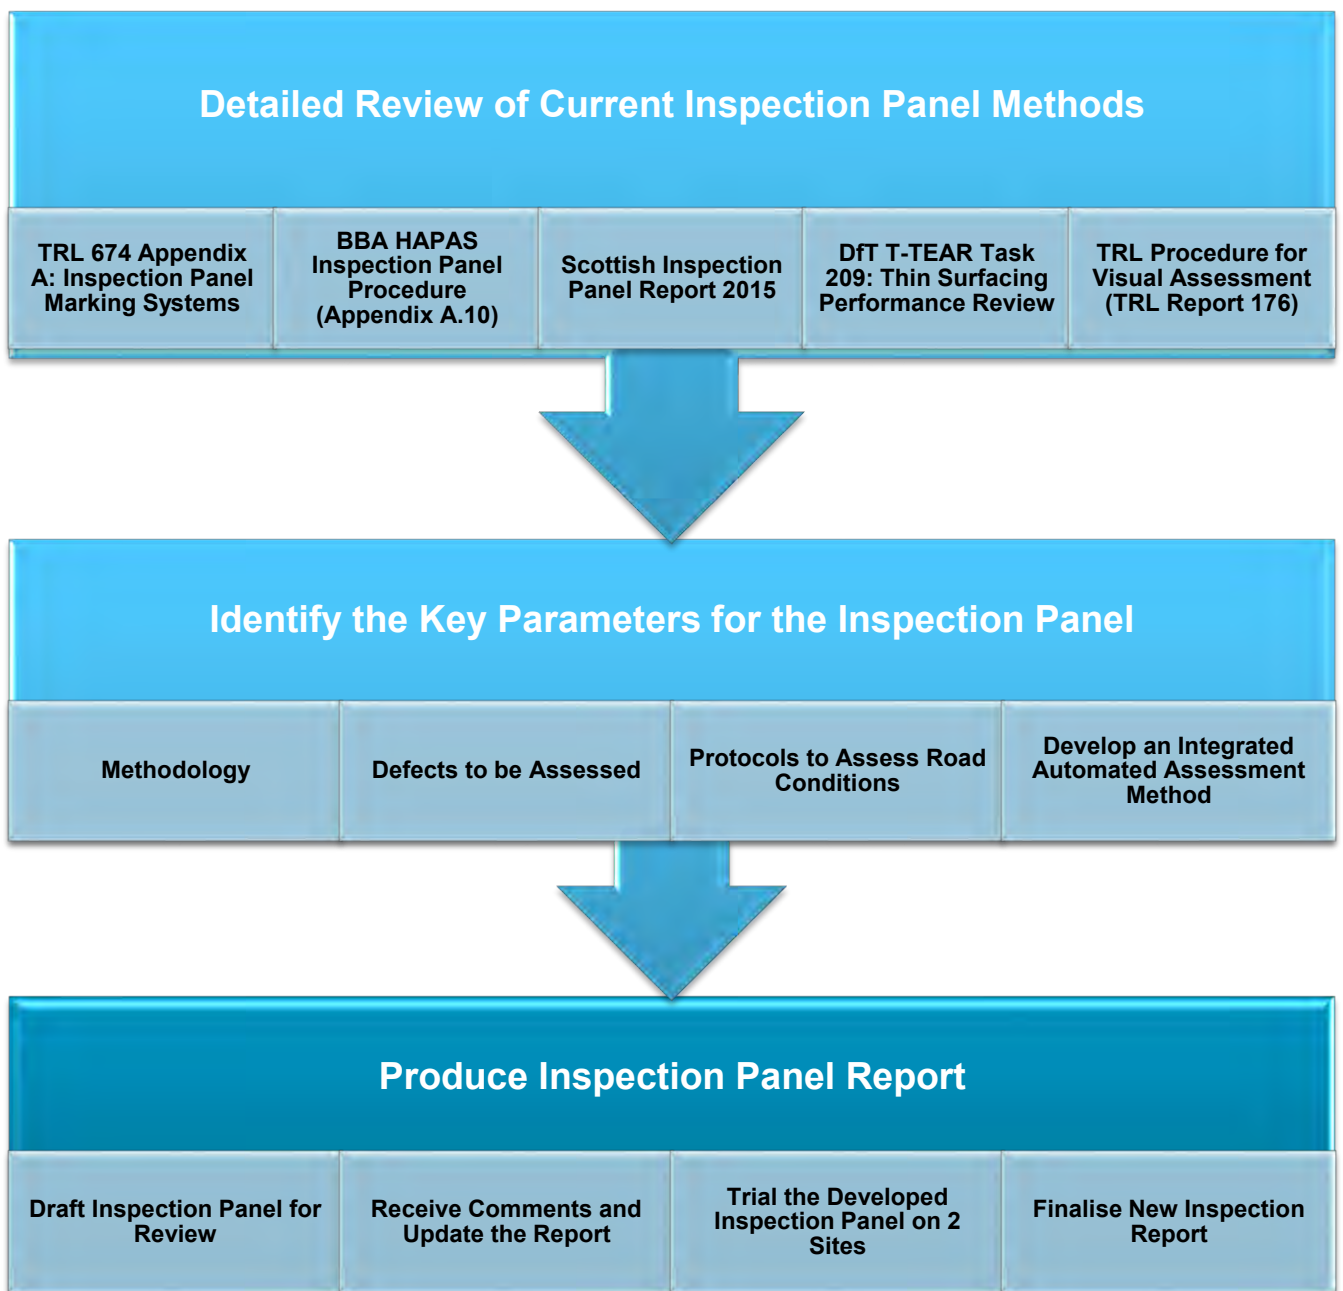 Detailed Review of Current Inspection Panel Methods
TRL 674 Appendix
A: Inspection Panel
Marking Systems
BBA HAPAS
Inspection Panel
Procedure
(Appendix A.10)
Scottish Inspection
Panel Report 2015
DfT T-TEAR Task
209: Thin Surfacing
Performance Review
TRL Procedure for
Visual Assessment
(TRL Report 176)
Identify the Key Parameters for the Inspection Panel
Methodology
Defects to be Assessed
Protocols to Assess Road
Conditions
Develop an Integrated
Automated Assessment
Method
Produce Inspection Panel Report
Draft Inspection Panel for
Review
Receive Comments and
Update the Report
Trial the Developed
Inspection Panel on 2
Sites
Finalise New Inspection
Report